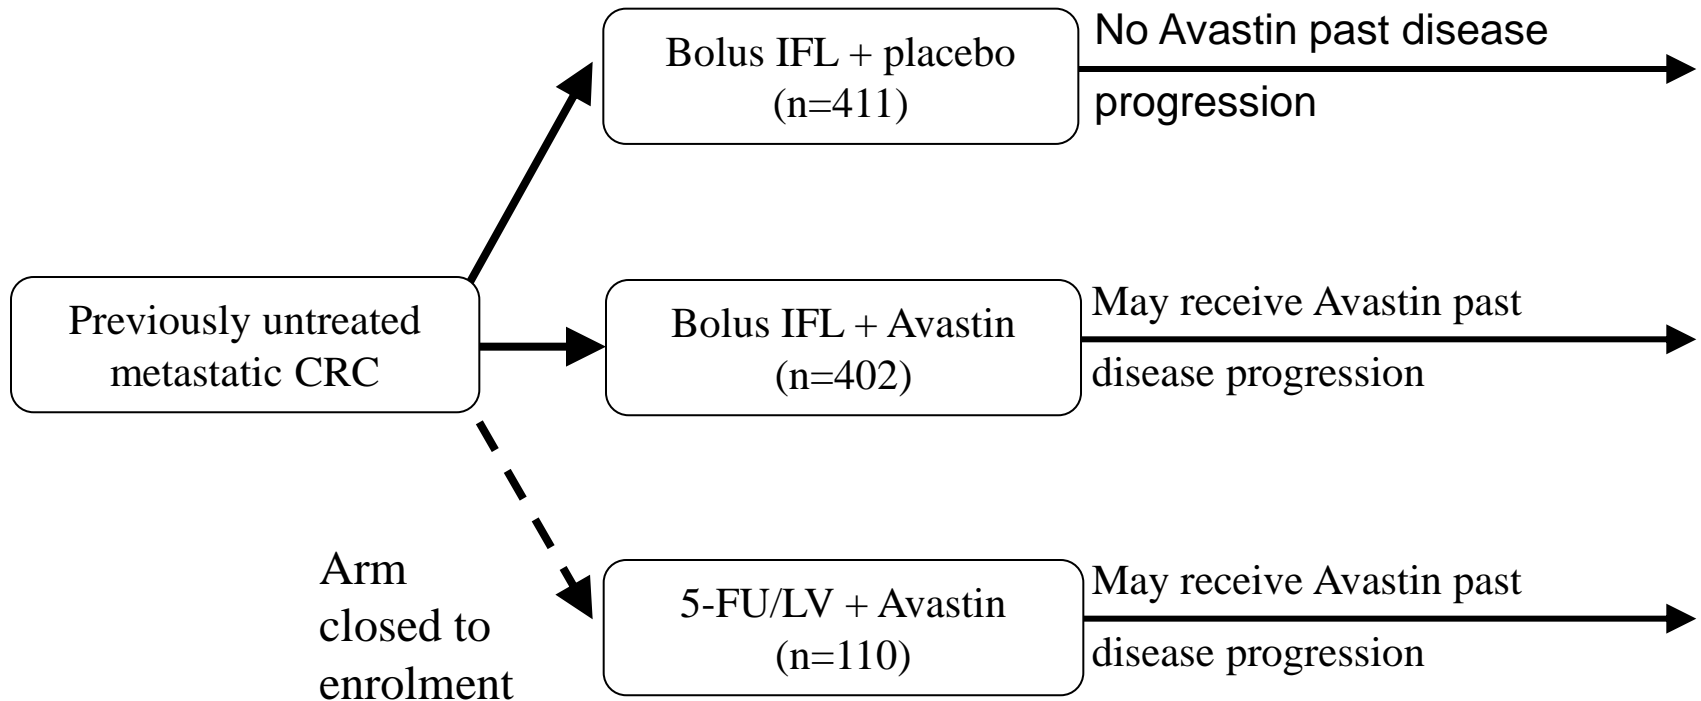 Bolus IFL + placebo
(n=411)
No Avastin past disease
progression
Previously untreated
metastatic CRC
Bolus IFL + Avastin
(n=402)
May receive Avastin past
disease progression
Arm
closed to
enrolment
5-FU/LV + Avastin
(n=110)
May receive Avastin past
disease progression